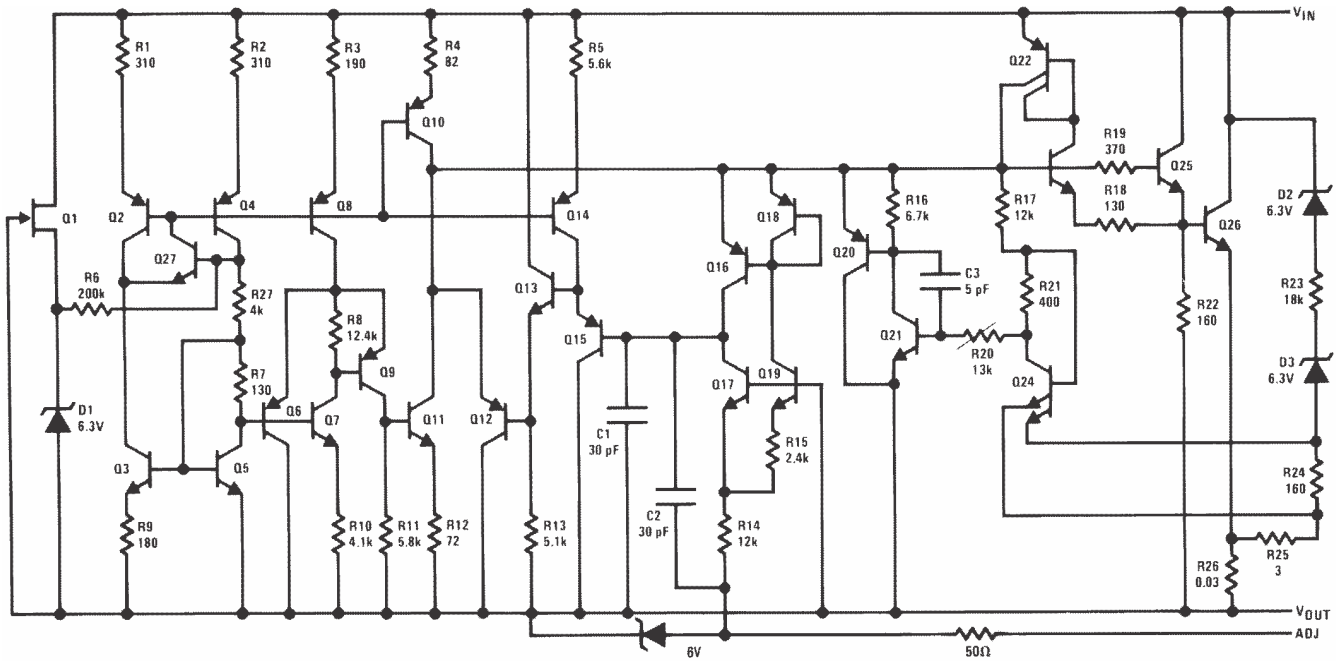 VIN
R1
310
R2
310
R3
190
R4
82
R5
5.6k
Q22
Q10
R19
370
Q25
Q1
Q2
Q4
Q8
Q14
Q18
R16
6.7k
R17
12k
R18
130
Q26
D2
6.3V
Q27
R6
200k
R27
4k
Q13
Q16
Q20
C3
5 pF
R21
400
R22
160
R23
18k
R8
12.4k
Q15
Q21
R20
13k
R7
130
Q9
Q17
Q19
Q24
D3
6.3V
D1
6.3V
Q6
Q7
Q11
Q12
C1
30 pF
R15
2.4k
Q3
Q5
R24
160
R9
180
R10
4.1k
R11
5.8k
R12
72
R13
5.1k
C2
30 pF
R14
12k
R25
3
R26
0.03
VOUT
6V
50Ω
ADJ